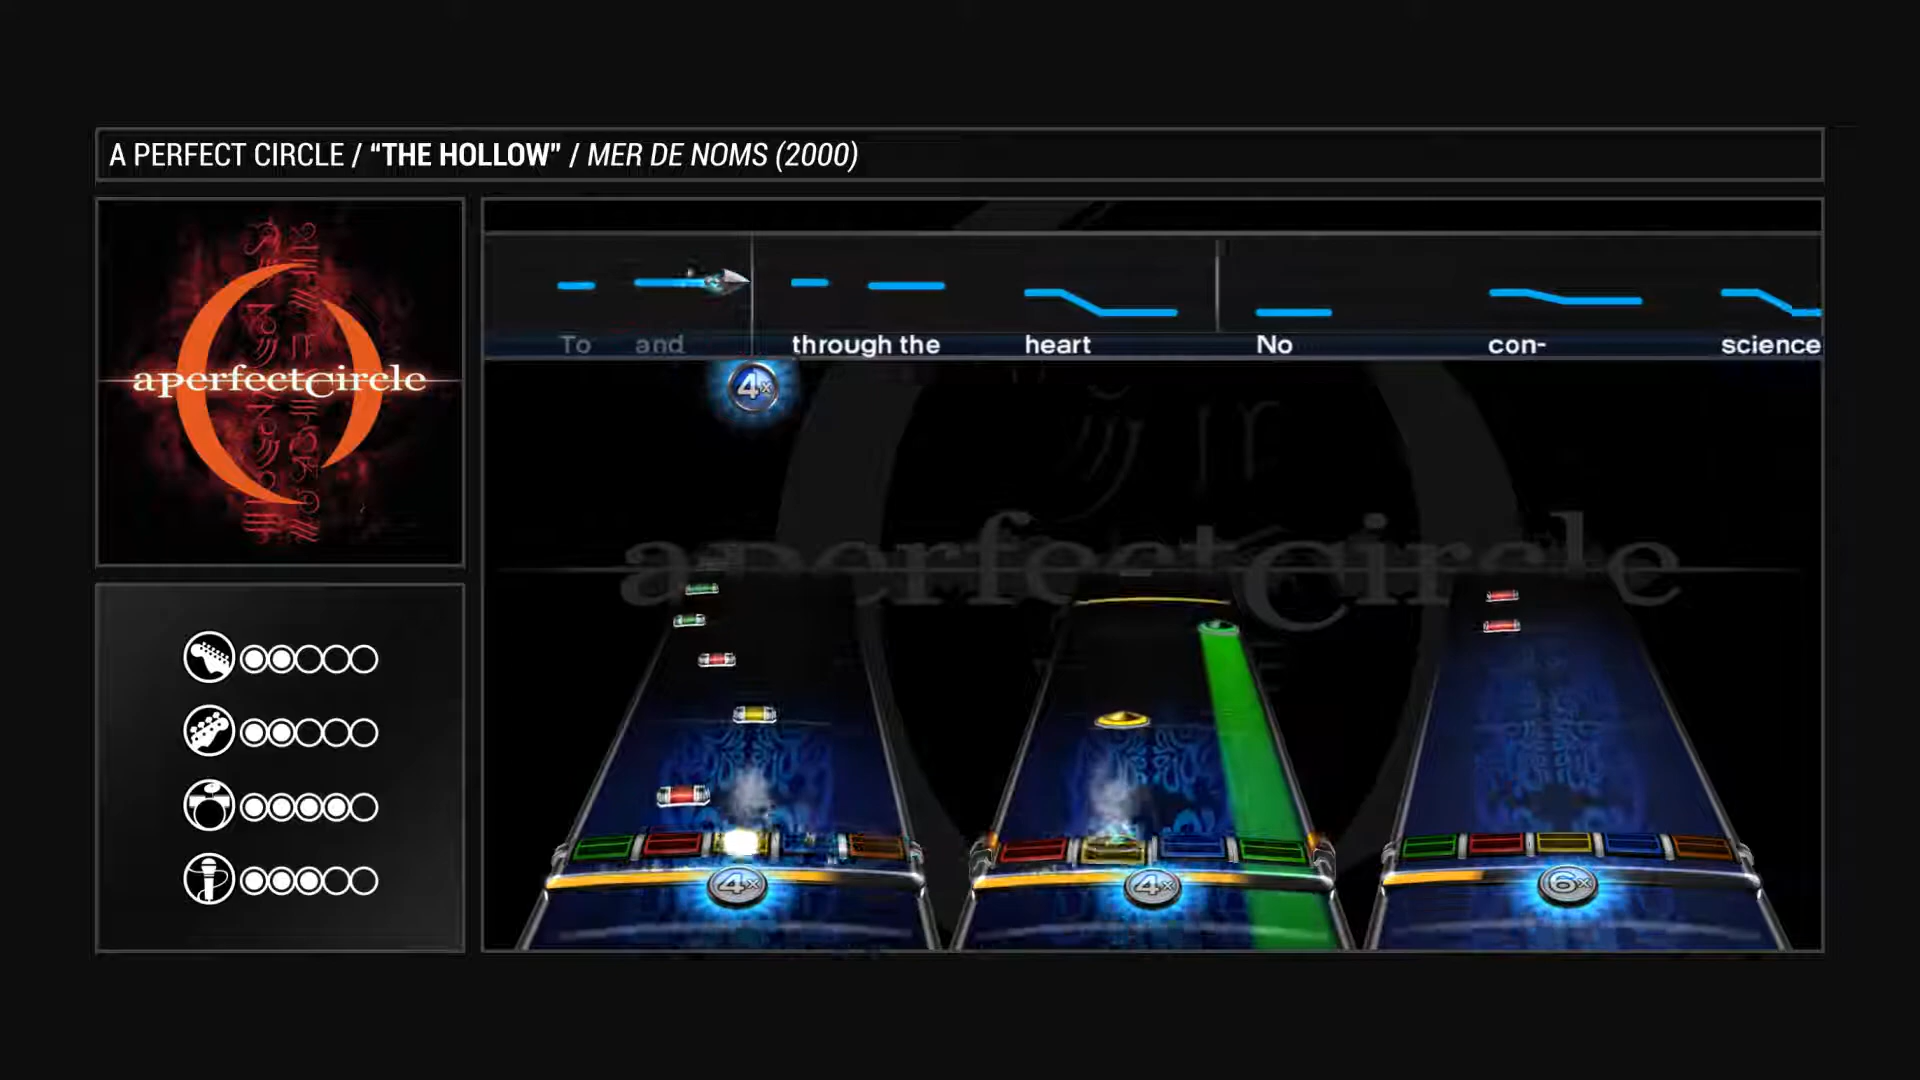 A PERFECT CIRCLE / “THE HOLLOW” / MER DE NOMS (2000)
aperfectcircle
To and through the heart No con- science
4x
aperfectcircle
4x 4x 6x